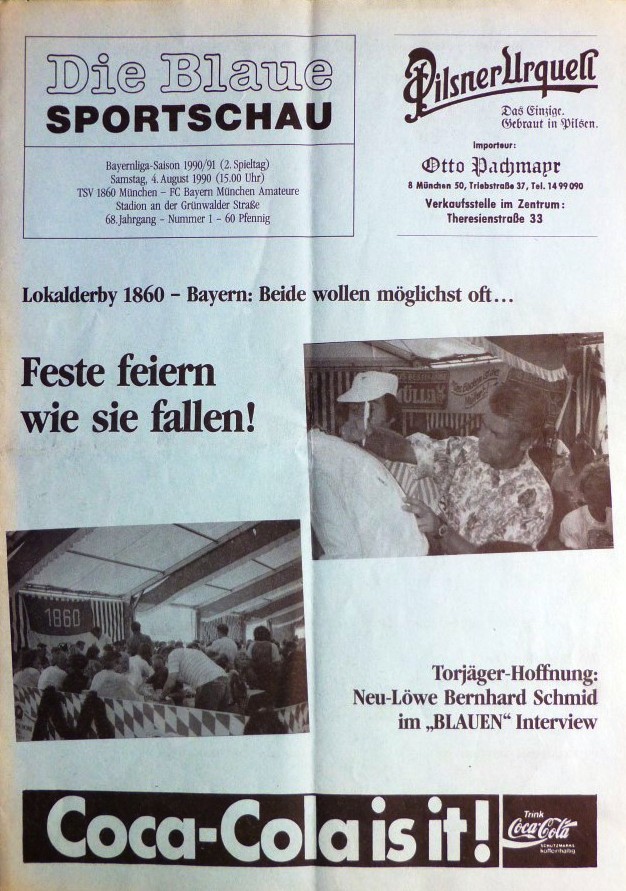 Die Blaue
SPORTSCHAU
Bayernliga-Saison 1990/91 (2. Spieltag)
Samstag, 4. August 1990 (15.00 Uhr)
TSV 1860 München – FC Bayern München Amateure
Stadion an der Grünwalder Straße
68. Jahrgang – Nummer 1 – 60 Pfennig
Pilsner Urquell
Das Einzige.
Gebraut in Pilsen.
Importeur:
Otto Pachmayr
8 München 50, Triebstraße 37, Tel. 14 99 090
Verkaufsstelle im Zentrum:
Theresienstraße 33
Lokalderby 1860 – Bayern: Beide wollen möglichst oft...
Feste feiern
wie sie fallen!
1860
Torjäger-Hoffnung:
Neu-Löwe Bernhard Schmid
im „BLAUEN“ Interview
Coca-Cola is it!
Trink
Coca-Cola
SCHUTZMARKE
koffeinhaltig